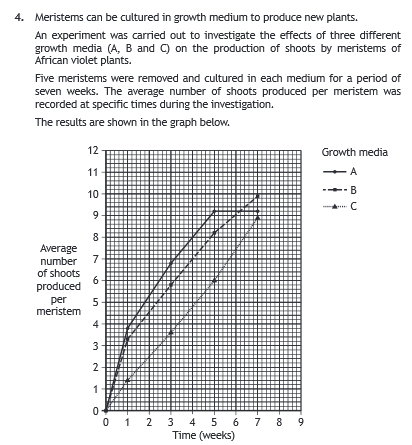 4. Meristems can be cultured in growth medium to produce new plants.
An experiment was carried out to investigate the effects of three different
growth media (A, B and C) on the production of shoots by meristems of
African violet plants.
Five meristems were removed and cultured in each medium for a period of
seven weeks. The average number of shoots produced per meristem was
recorded at specific times during the investigation.
The results are shown in the graph below.
Growth media
A
B
C
Average
number
of shoots
produced
per
meristem
12
11
10
9
8
7
6
5
4
3
2
1
0
0 1 2 3 4 5 6 7 8 9
Time (weeks)